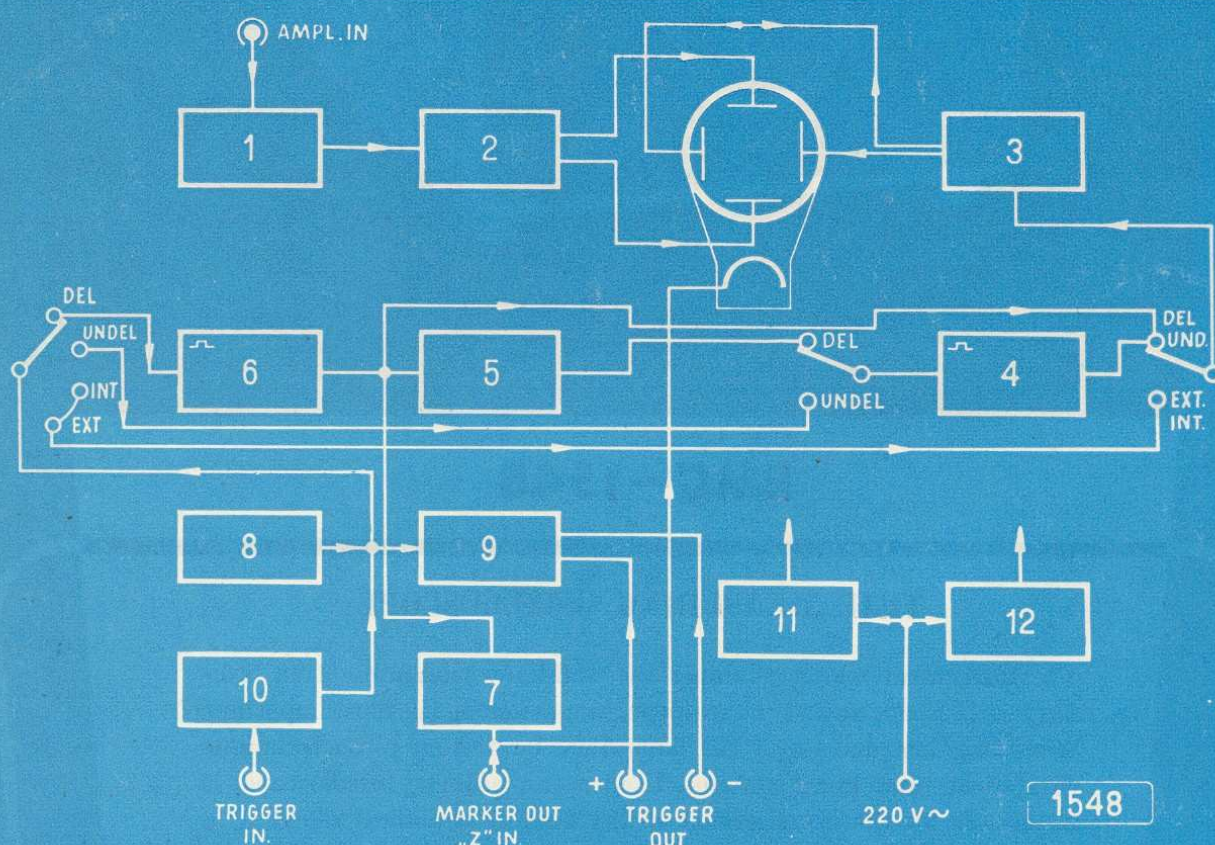 AMPL.IN
1
2
3
DEL
UNDEL
INT
EXT
6
5
DEL
UNDEL
4
DEL
UND.
EXT.
INT.
8
9
11
12
10
7
TRIGGER
IN.
MARKER OUT
„Z" IN.
+
-
TRIGGER
OUT
220 V~
1548